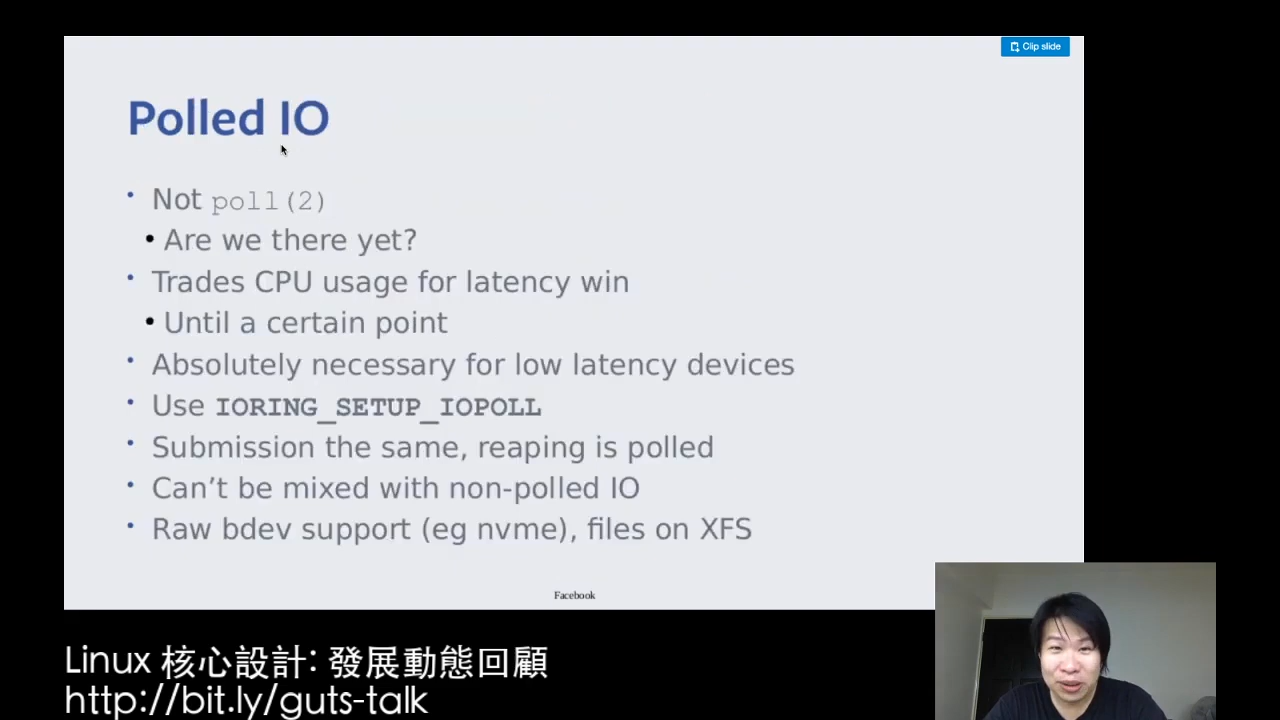 Clip slide
Polled IO
• Not poll(2)
• Are we there yet?
• Trades CPU usage for latency win
• Until a certain point
• Absolutely necessary for low latency devices
• Use IORING_SETUP_IOPOLL
• Submission the same, reaping is polled
• Can’t be mixed with non-polled IO
• Raw bdev support (eg nvme), files on XFS
Facebook
Linux 核心設計: 發展動態回顧
http://bit.ly/guts-talk